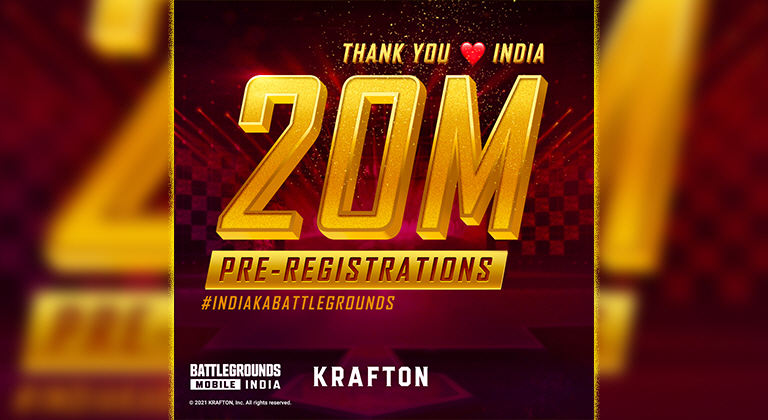 THANK YOU ❤️ INDIA
20M
PRE-REGISTRATIONS
#INDIAKABATTLEGROUNDS
BATTLEGROUNDS
MOBILE INDIA
KRAFTON
© 2021 KRAFTON, Inc. All rights reserved.